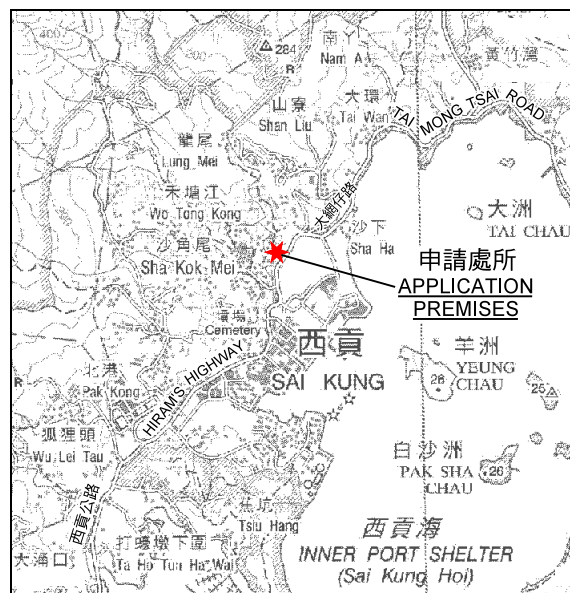 400
284
R
南丫
Nam A
黃竹灣
山寮
Shan Liu
大環
Tai Wan
TAI MONG TSAI ROAD
龍尾
Lung Mei
禾塘江
Wo Tong Kong
大網仔路
大洲
TAI CHAU
沙下
Sha Ha
沙角尾
Sha Kok Mei
申請處所
APPLICATION
PREMISES
墳場
Cemetery
西貢
SAI KUNG
羊洲
YEUNG
CHAU
26
25
北港
Pak Kong
HIRAM'S HIGHWAY
R
狐狸頭
Wu Lei Tau
白沙洲
PAK SHA
CHAU
26
西貢公路
井坑
Tsiu Hang
西貢海
INNER PORT SHELTER
(Sai Kung Hoi)
大涌口
打蠔墩下圍
Ta Ho Tun Ha Wai
R